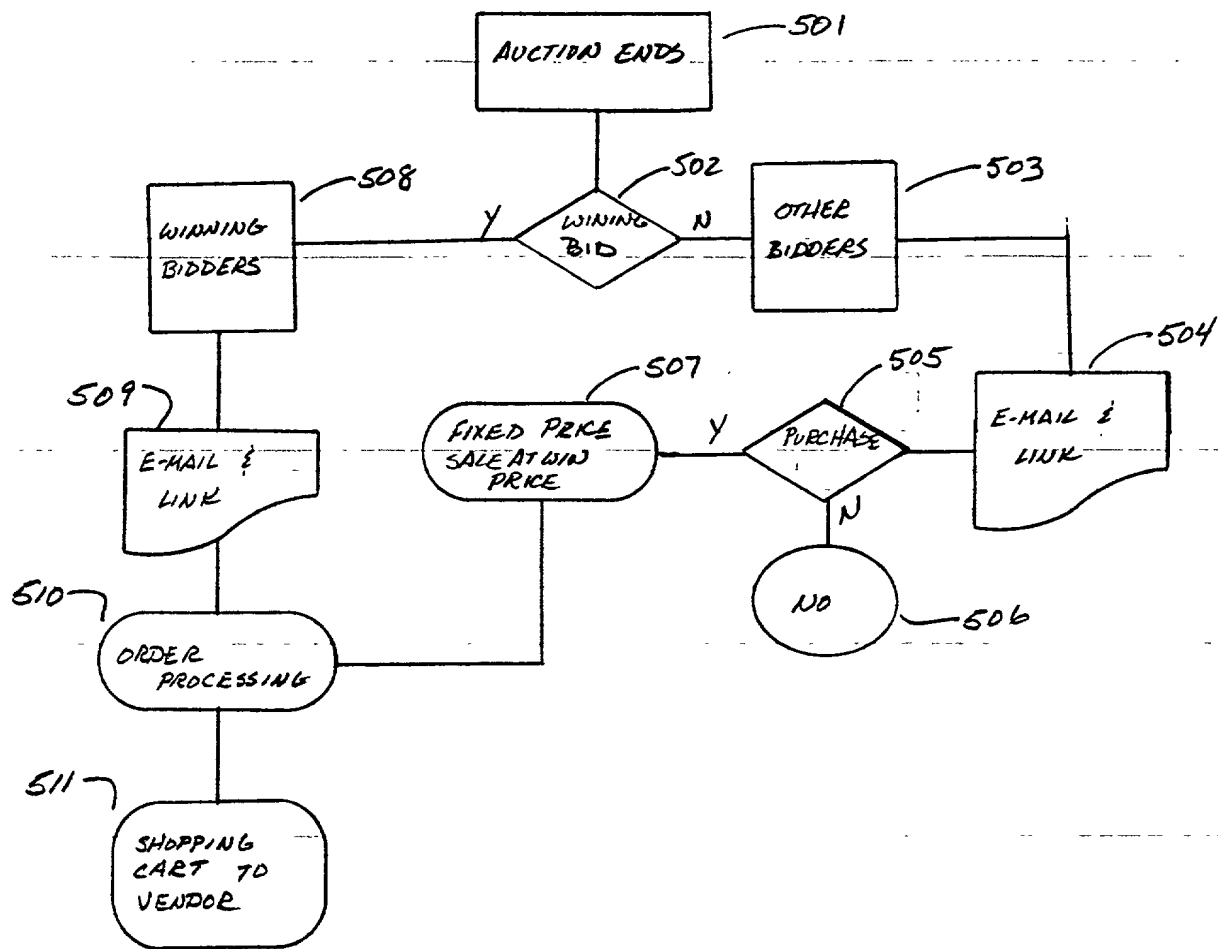 501
AUCTION ENDS
508
502
503
WINNING
BIDDERS
Y
WINING
BID
N
OTHER
BIDDERS
504
505
507
509
E-MAIL &
LINK
FIXED PRICE
SALE AT WIN
PRICE
Y
PURCHASE
N
E-MAIL &
LINK
NO
506
510
ORDER
PROCESSING
511
SHOPPING
CART TO
VENDOR